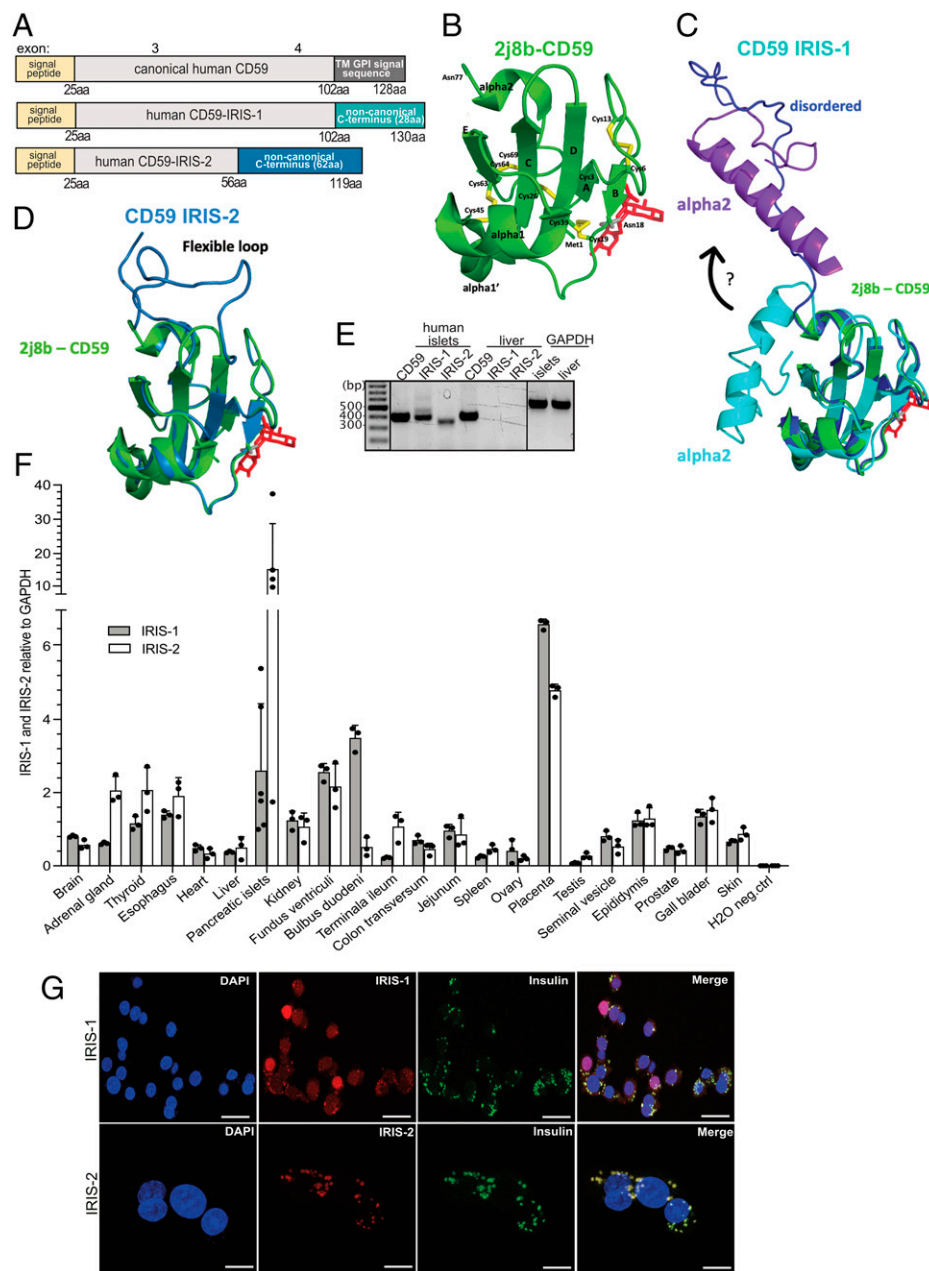 A
exon: 3 4
signal peptide
canonical human CD59
TM GPI signal sequence
25aa 102aa 128aa
signal peptide
human CD59-IRIS-1
non-canonical C-terminus (28aa)
25aa 102aa 130aa
signal peptide
human CD59-IRIS-2
non-canonical C-terminus (62aa)
25aa 56aa 119aa
B
2j8b-CD59
Asn77
alpha2
E
Cys13
D
C
Cys69
Cys64
Cys3
Cys6
A
B
Cys63
Cys26
Cys45
Cys39
Asn18
alpha1
Met1
Cys19
alpha1'
C
CD59 IRIS-1
disordered
alpha2
?
2j8b – CD59
alpha2
D
CD59 IRIS-2
Flexible loop
2j8b – CD59
E
human islets
liver
GAPDH
CD59
IRIS-1
IRIS-2
CD59
IRIS-1
IRIS-2
islets
liver
(bp)
500
400
300
F
IRIS-1 and IRIS-2 relative to GAPDH
40
30
20
10
6
4
2
0
IRIS-1
IRIS-2
Brain
Adrenal gland
Thyroid
Esophagus
Heart
Liver
Pancreatic islets
Kidney
Fundus ventriculi
Bulbus duodeni
Terminala ileum
Colon transversum
Jejunum
Spleen
Ovary
Placenta
Testis
Seminal vesicle
Epididymis
Prostate
Gall blader
Skin
H2O neg.ctrl
G
IRIS-1
DAPI
IRIS-1
Insulin
Merge
IRIS-2
DAPI
IRIS-2
Insulin
Merge